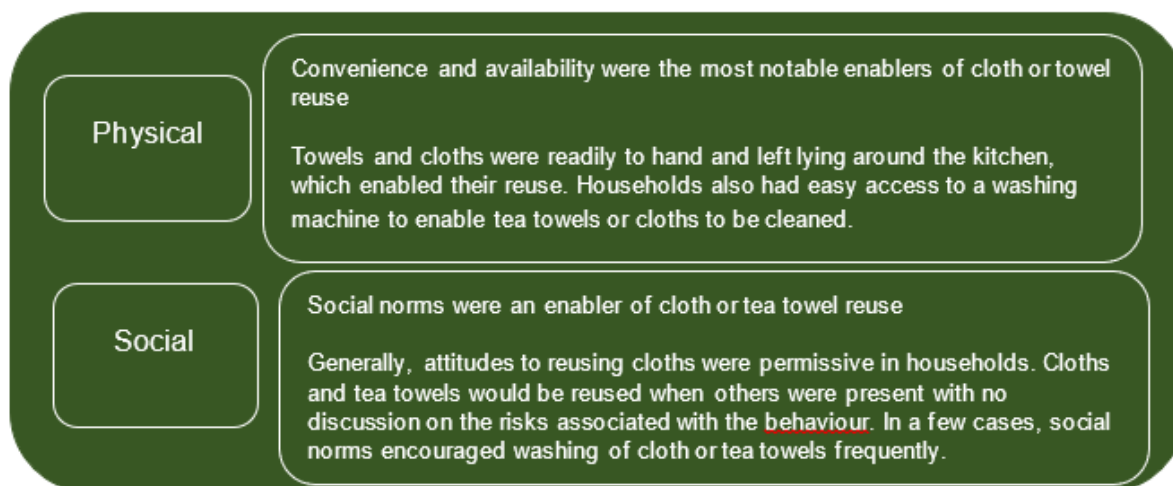 Physical
Convenience and availability were the most notable enablers of cloth or towel
reuse
Towels and cloths were readily to hand and left lying around the kitchen,
which enabled their reuse. Households also had easy access to a washing
machine to enable tea towels or cloths to be cleaned.
Social
Social norms were an enabler of cloth or tea towel reuse
Generally, attitudes to reusing cloths were permissive in households. Cloths
and tea towels would be reused when others were present with no
discussion on the risks associated with the behaviour. In a few cases, social
norms encouraged washing of cloth or tea towels frequently.